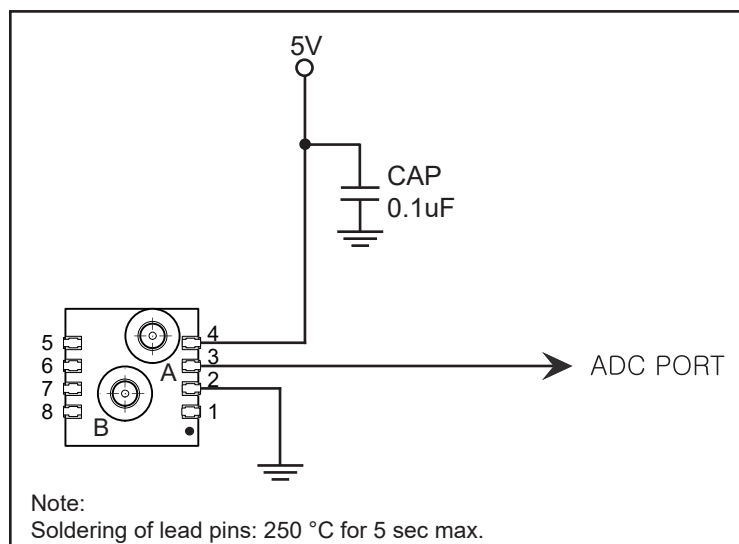 5V
CAP
0.1uF
5
6
7
8
4
3
2
1
A
B
ADC PORT
Note:
Soldering of lead pins: 250 °C for 5 sec max.